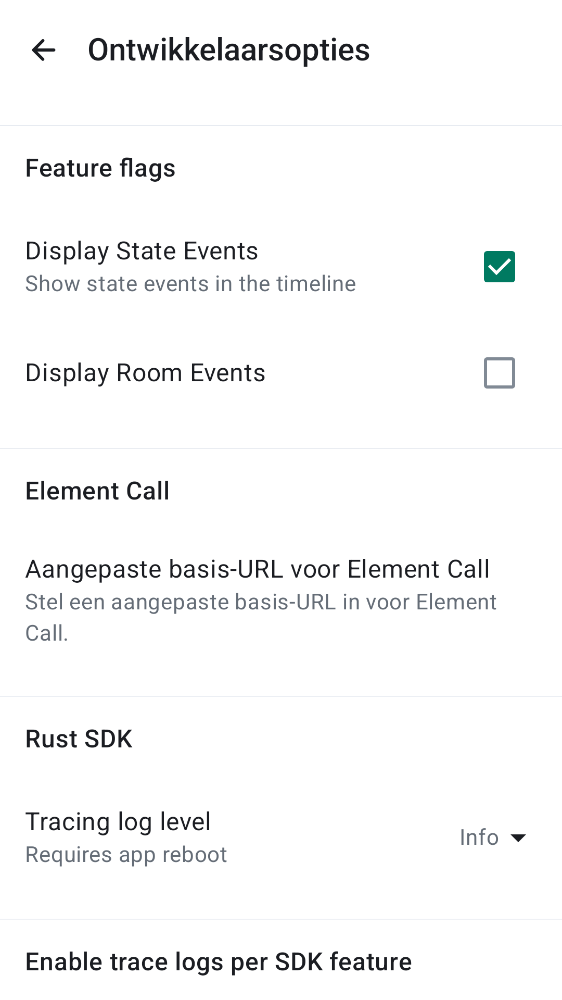 Ontwikkelaarsopties
Feature flags
Display State Events
Show state events in the timeline
Display Room Events
Element Call
Aangepaste basis-URL voor Element Call
Stel een aangepaste basis-URL in voor Element
Call.
Rust SDK
Tracing log level
Requires app reboot
Info
Enable trace logs per SDK feature